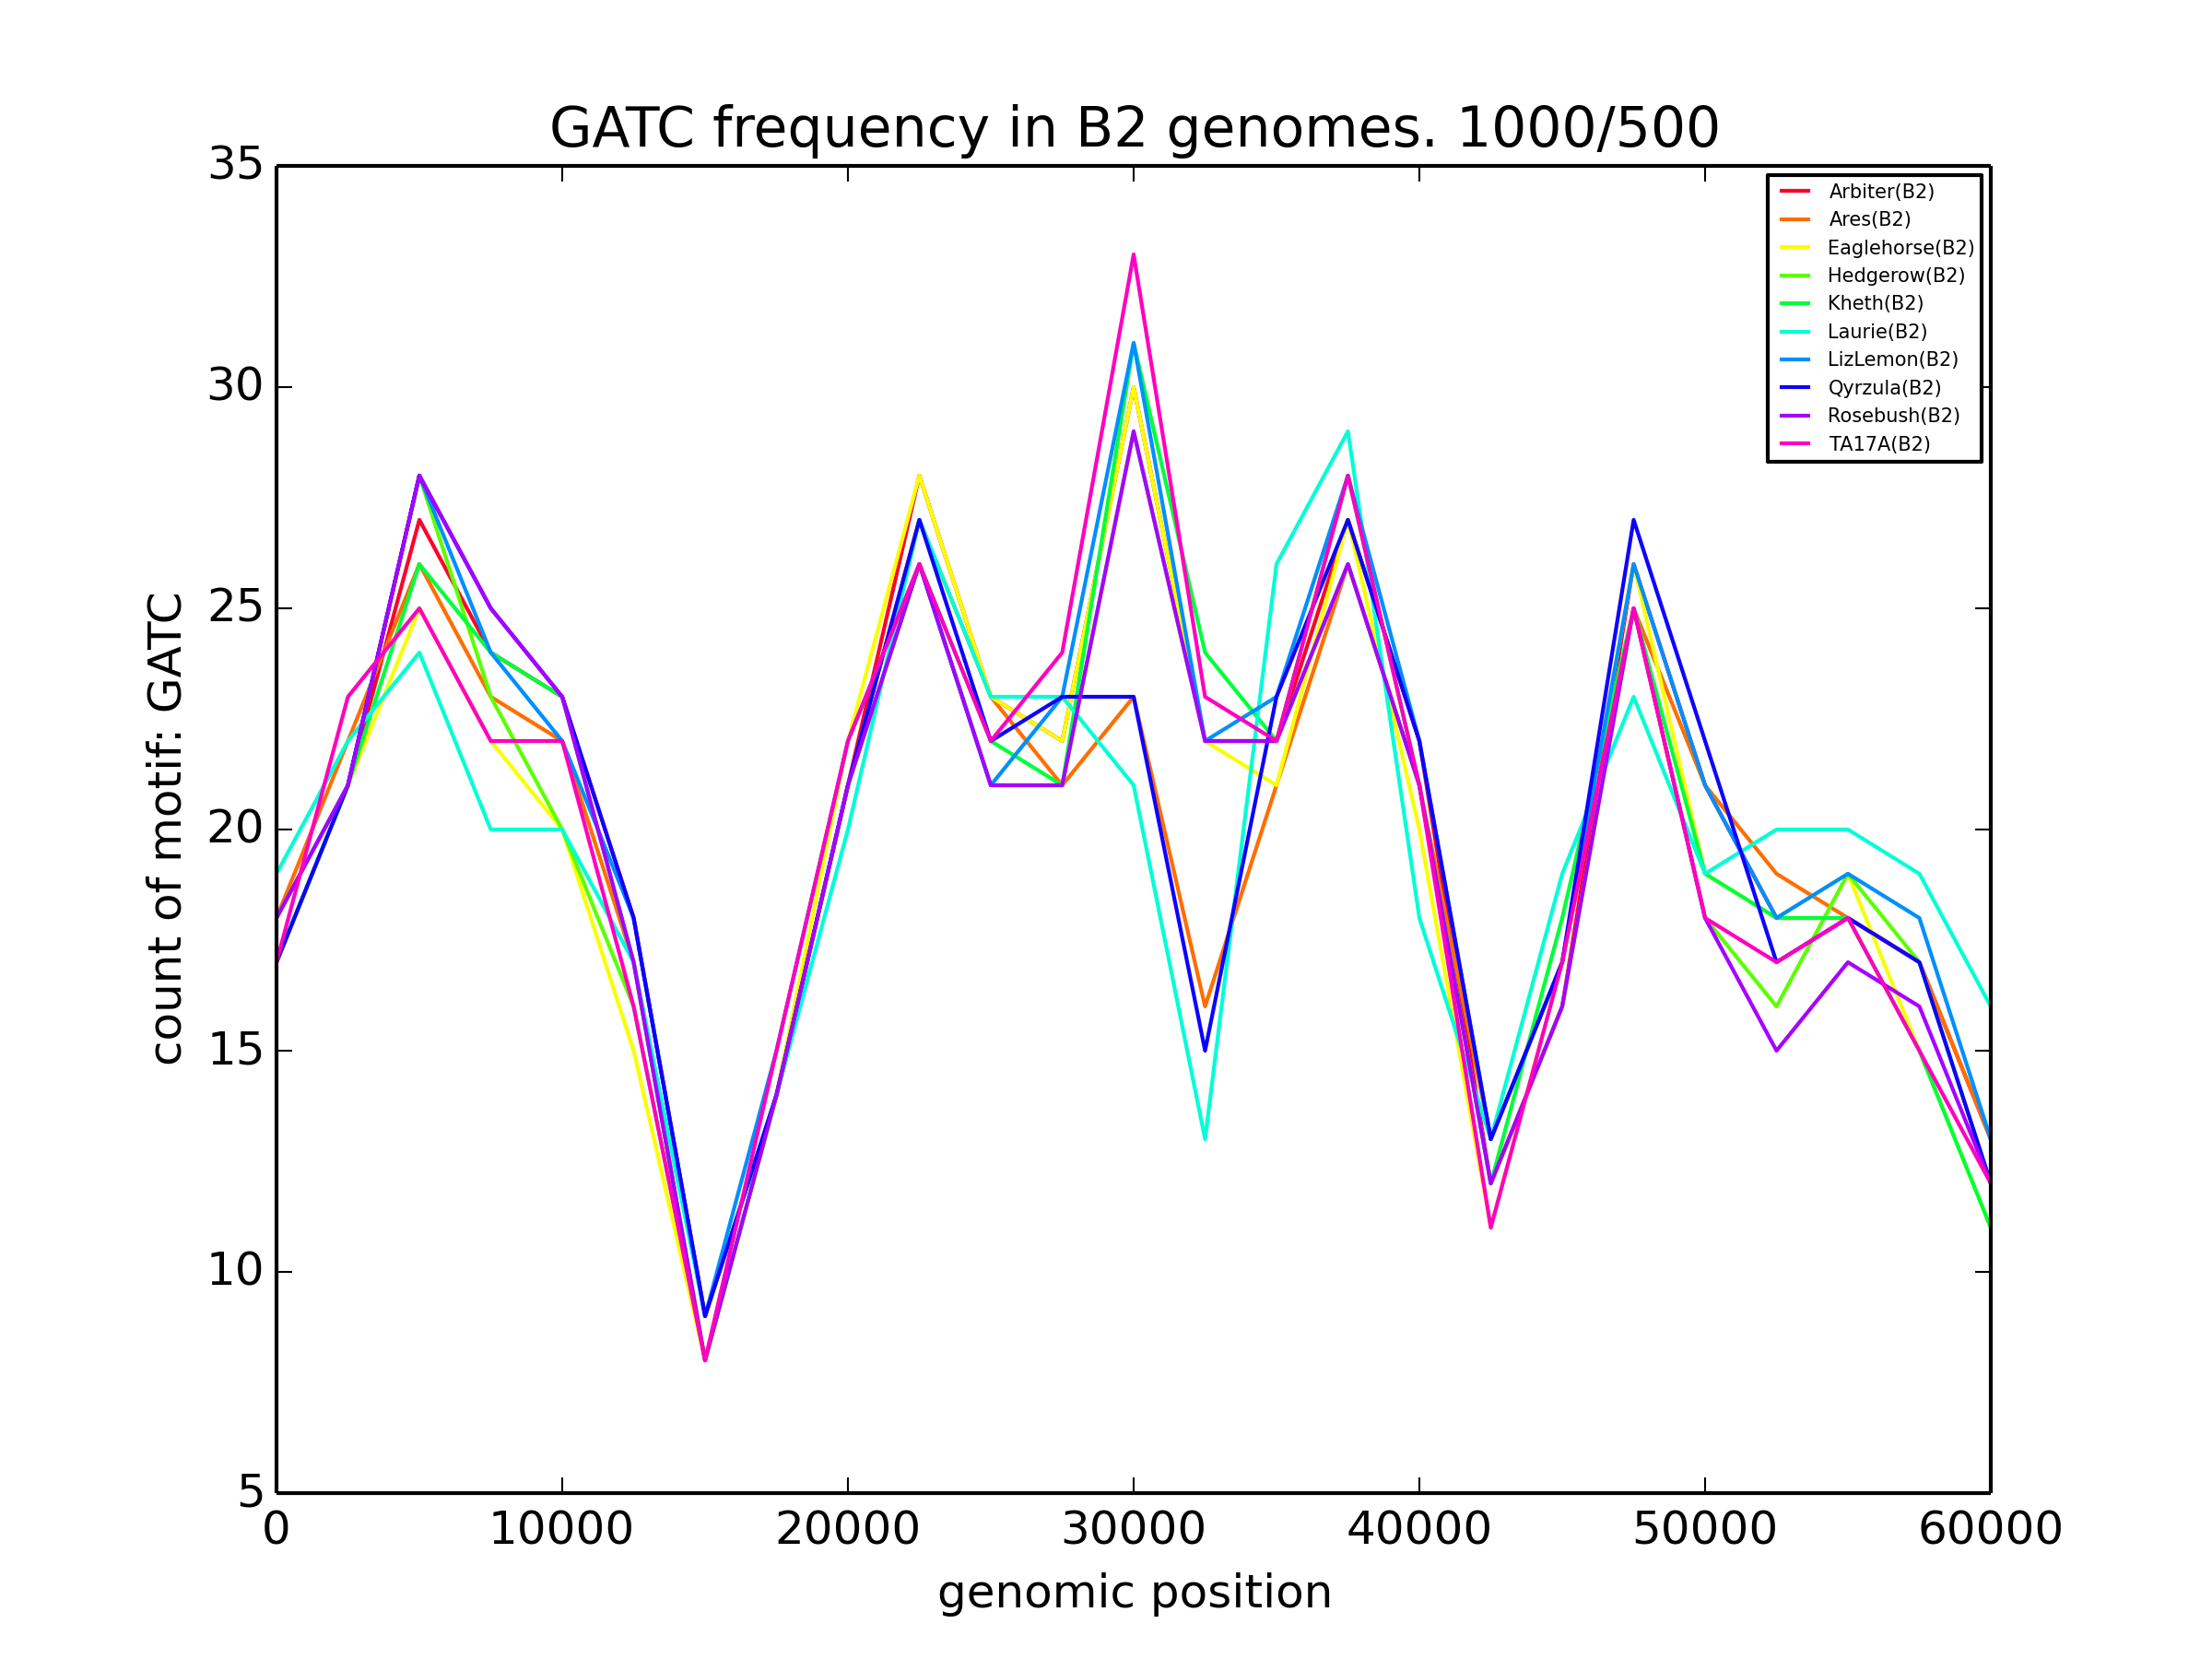 GATC frequency in B2 genomes. 1000/500
35
30
25
20
15
10
5
count of motif: GATC
Arbiter(B2)
Ares(B2)
Eaglehorse(B2)
Hedgerow(B2)
Kheth(B2)
Laurie(B2)
LizLemon(B2)
Qyrzula(B2)
Rosebush(B2)
TA17A(B2)
0 10000 20000 30000 40000 50000 60000
genomic position